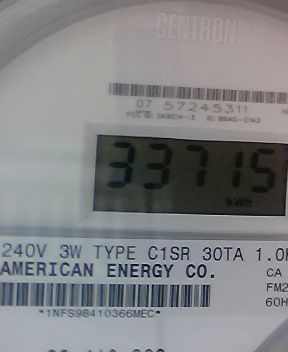 CENTRON®
07 57245311
33715
kWh
240V 3W TYPE C1SR 30TA 1.0
AMERICAN ENERGY CO.
CA
FM2
60H
*1NFS98410366MEC*